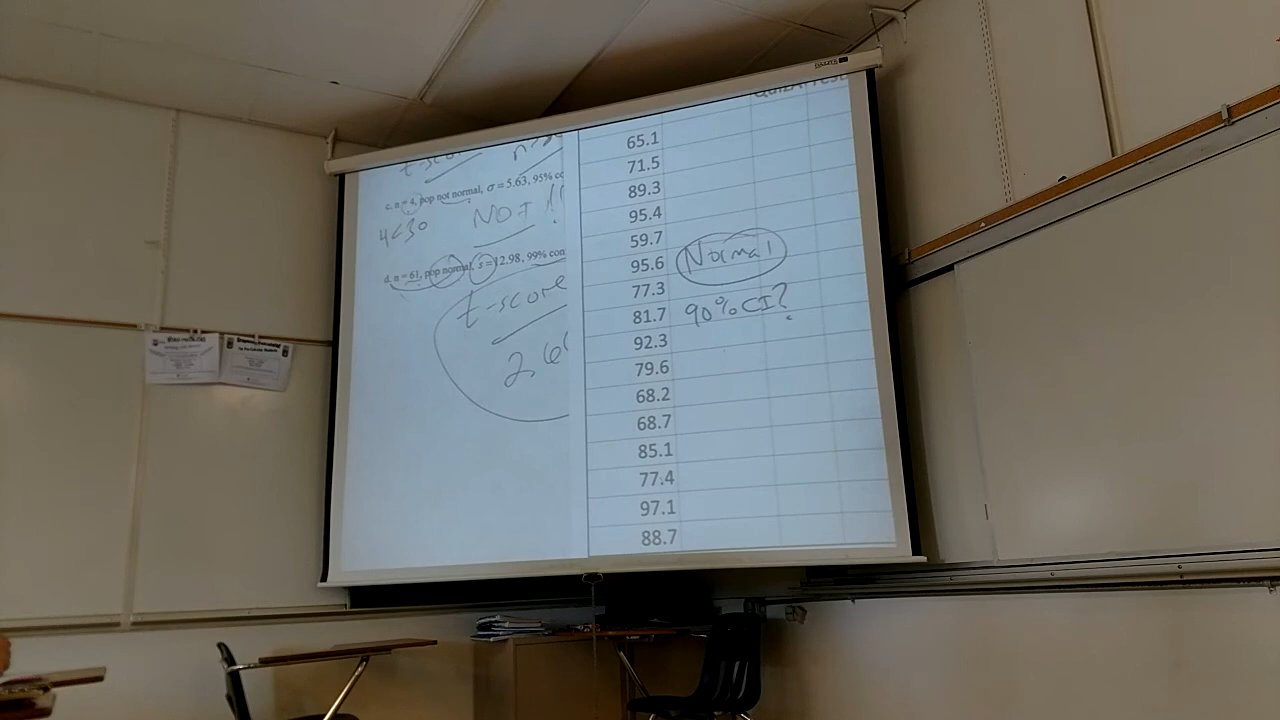 t-score
c. n = 4, pop not normal, σ = 5.63, 95%
4<30
NOT !!
d. n = 61, pop normal, s = 12.98, 99%
t-score
65.1
71.5
89.3
95.4
59.7
95.6
Normal
77.3
81.7
90% CI?
92.3
79.6
68.2
68.7
85.1
77.4
97.1
88.7